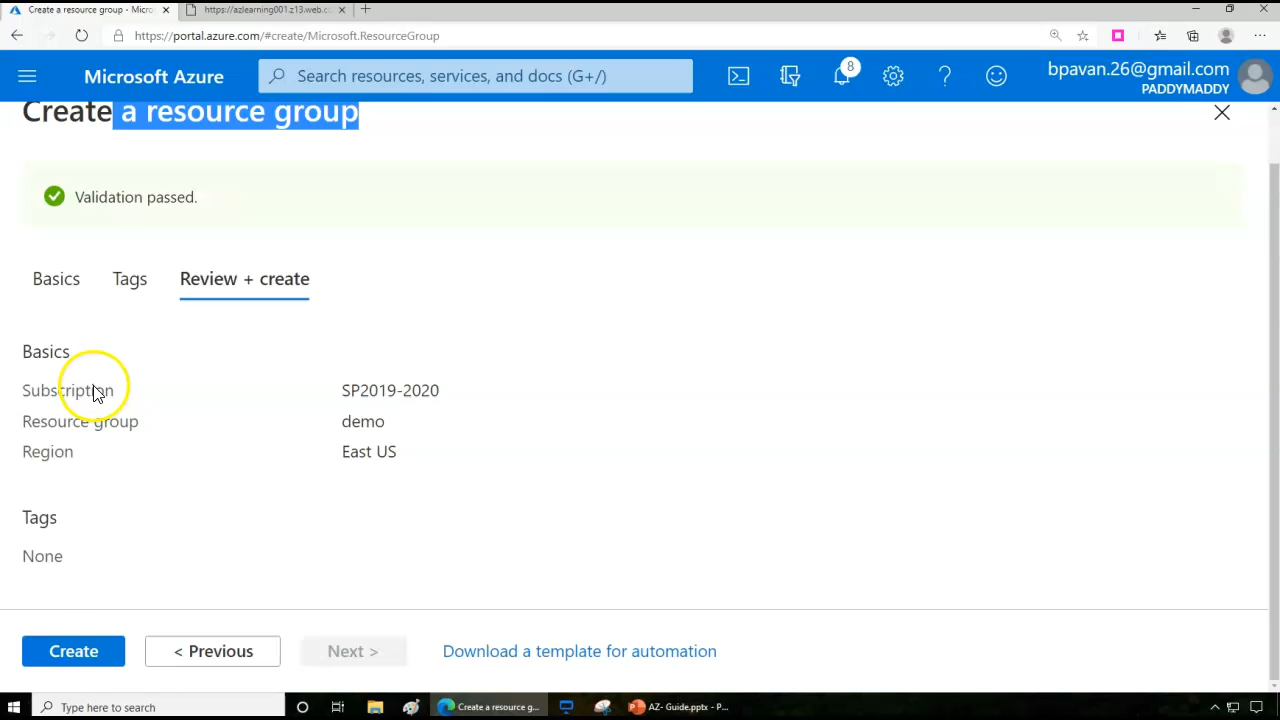 Create a resource group - Micros
https://azlearning001.z13.web.c
https://portal.azure.com/#create/Microsoft.ResourceGroup
Microsoft Azure
Search resources, services, and docs (G+/)
8
bpavan.26@gmail.com
PADDYMADDY
Create a resource group
Validation passed.
Basics
Tags
Review + create
Basics
Subscription
SP2019-2020
Resource group
demo
Region
East US
Tags
None
Create
< Previous
Next >
Download a template for automation
Type here to search
Create a resource g...
AZ- Guide.pptx - P...